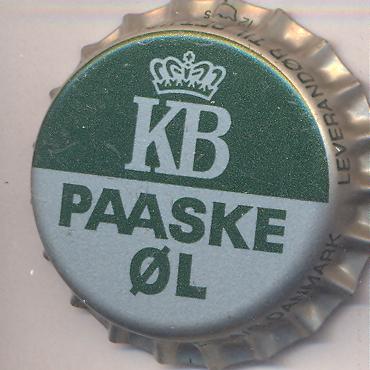 KB
PAASKE
ØL
LEVERANDØR TIL
DANMARK